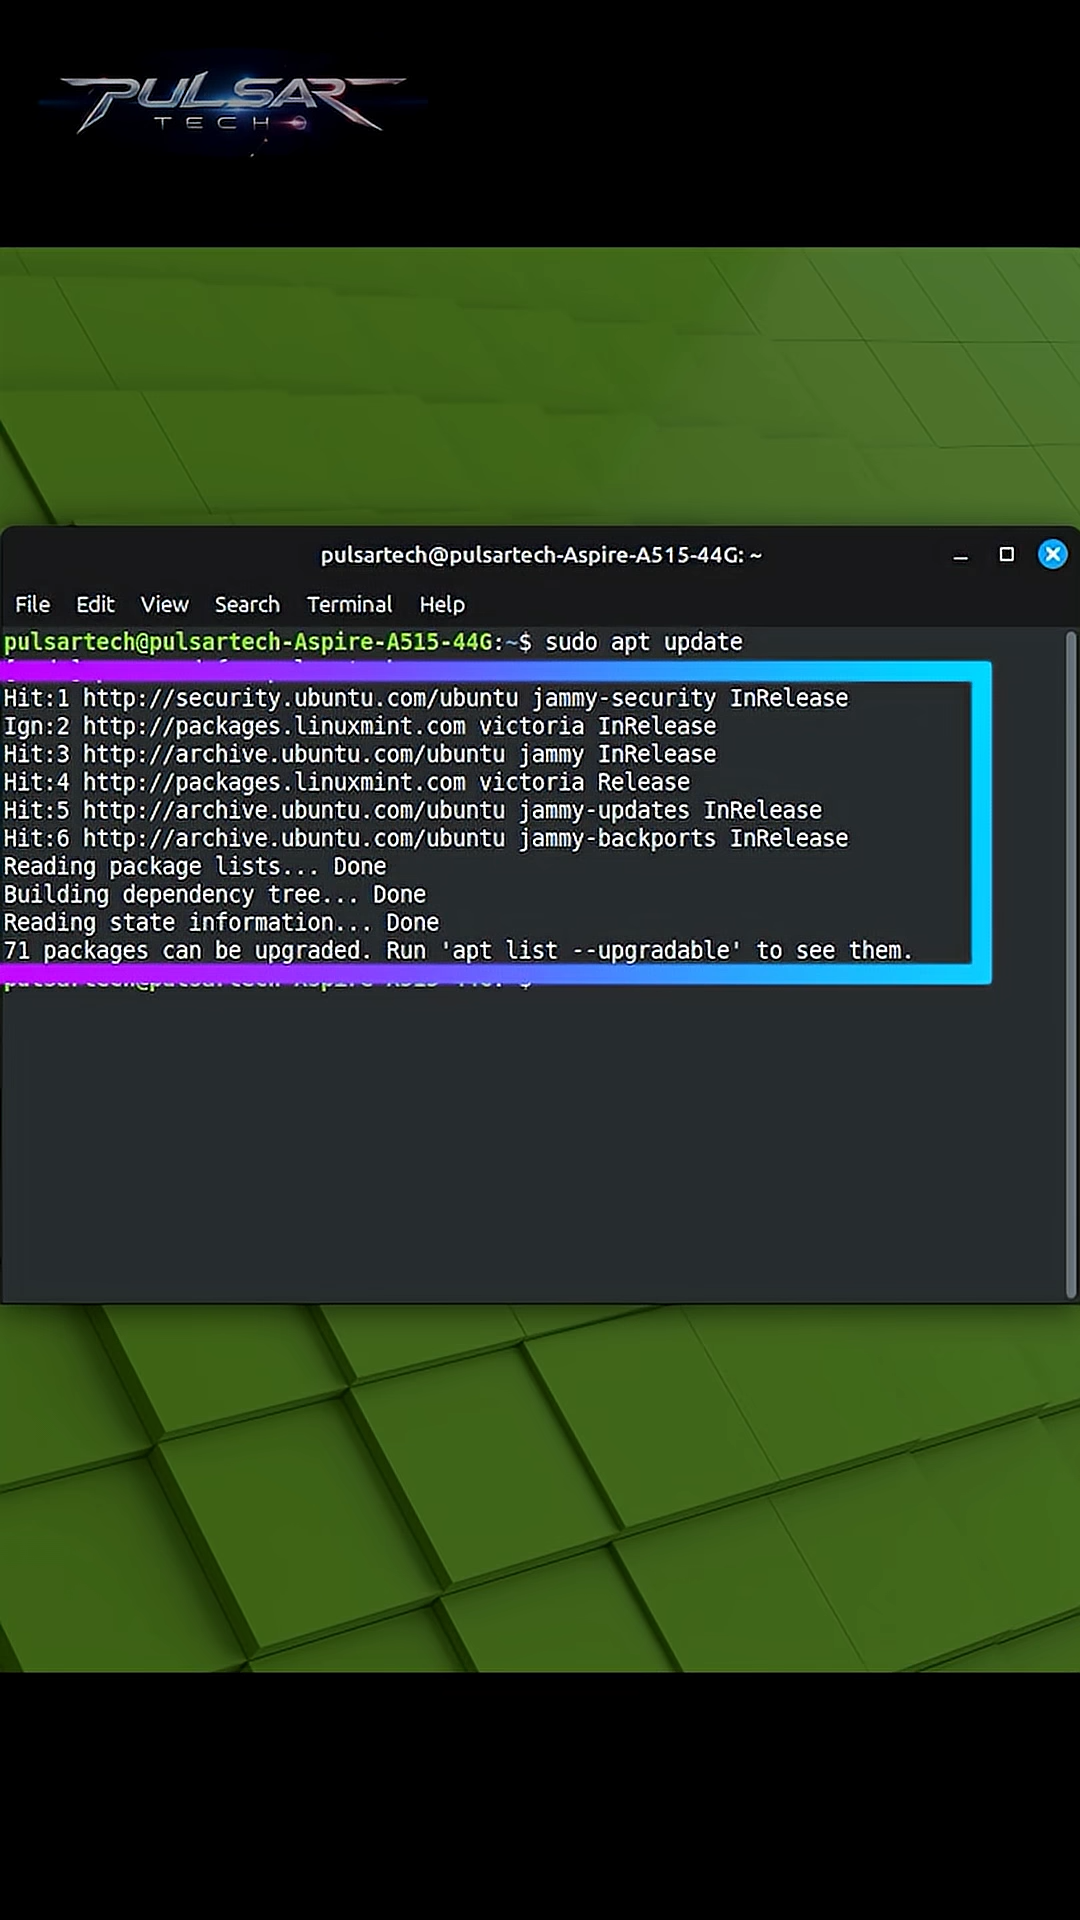 PULSAR
TECH
pulsartech@pulsartech-Aspire-A515-44G: ~
File Edit View Search Terminal Help
pulsartech@pulsartech-Aspire-A515-44G:~$ sudo apt update
Hit:1 http://security.ubuntu.com/ubuntu jammy-security InRelease
Ign:2 http://packages.linuxmint.com victoria InRelease
Hit:3 http://archive.ubuntu.com/ubuntu jammy InRelease
Hit:4 http://packages.linuxmint.com victoria Release
Hit:5 http://archive.ubuntu.com/ubuntu jammy-updates InRelease
Hit:6 http://archive.ubuntu.com/ubuntu jammy-backports InRelease
Reading package lists... Done
Building dependency tree... Done
Reading state information... Done
71 packages can be upgraded. Run 'apt list --upgradable' to see them.